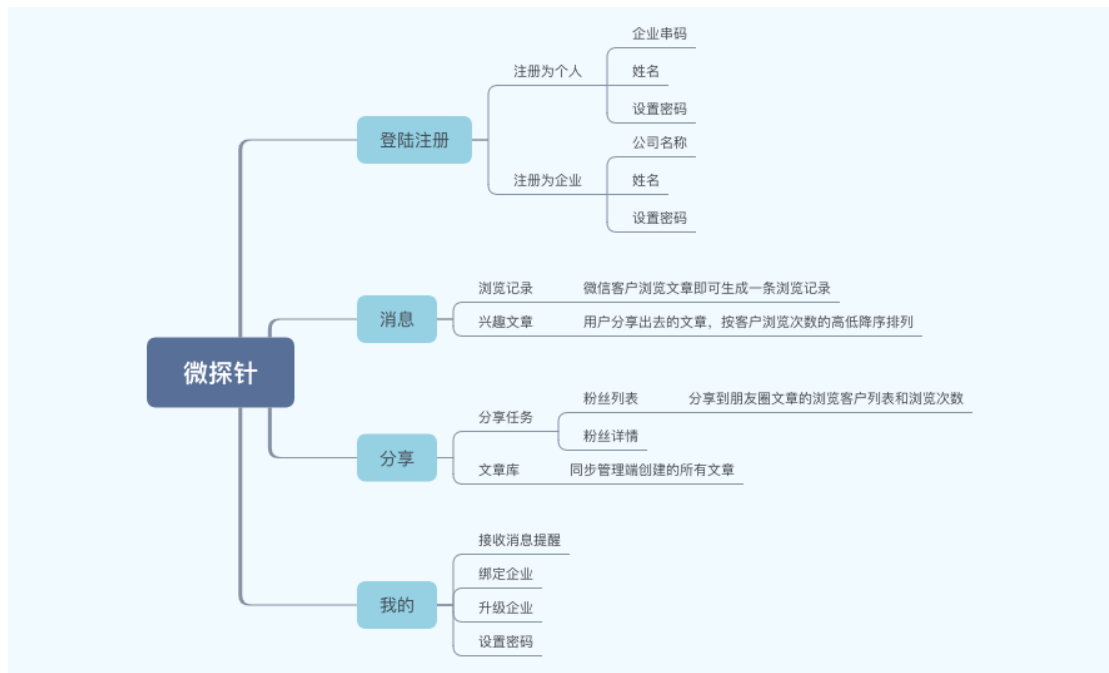 微探针
登陆注册
注册为个人
企业串码
姓名
设置密码
注册为企业
公司名称
姓名
设置密码
消息
浏览记录
微信客户浏览文章即可生成一条浏览记录
兴趣文章
用户分享出去的文章，按客户浏览次数的高低降序排列
分享
分享任务
粉丝列表
分享到朋友圈文章的浏览客户列表和浏览次数
粉丝详情
文章库
同步管理端创建的所有文章
我的
接收消息提醒
绑定企业
升级企业
设置密码